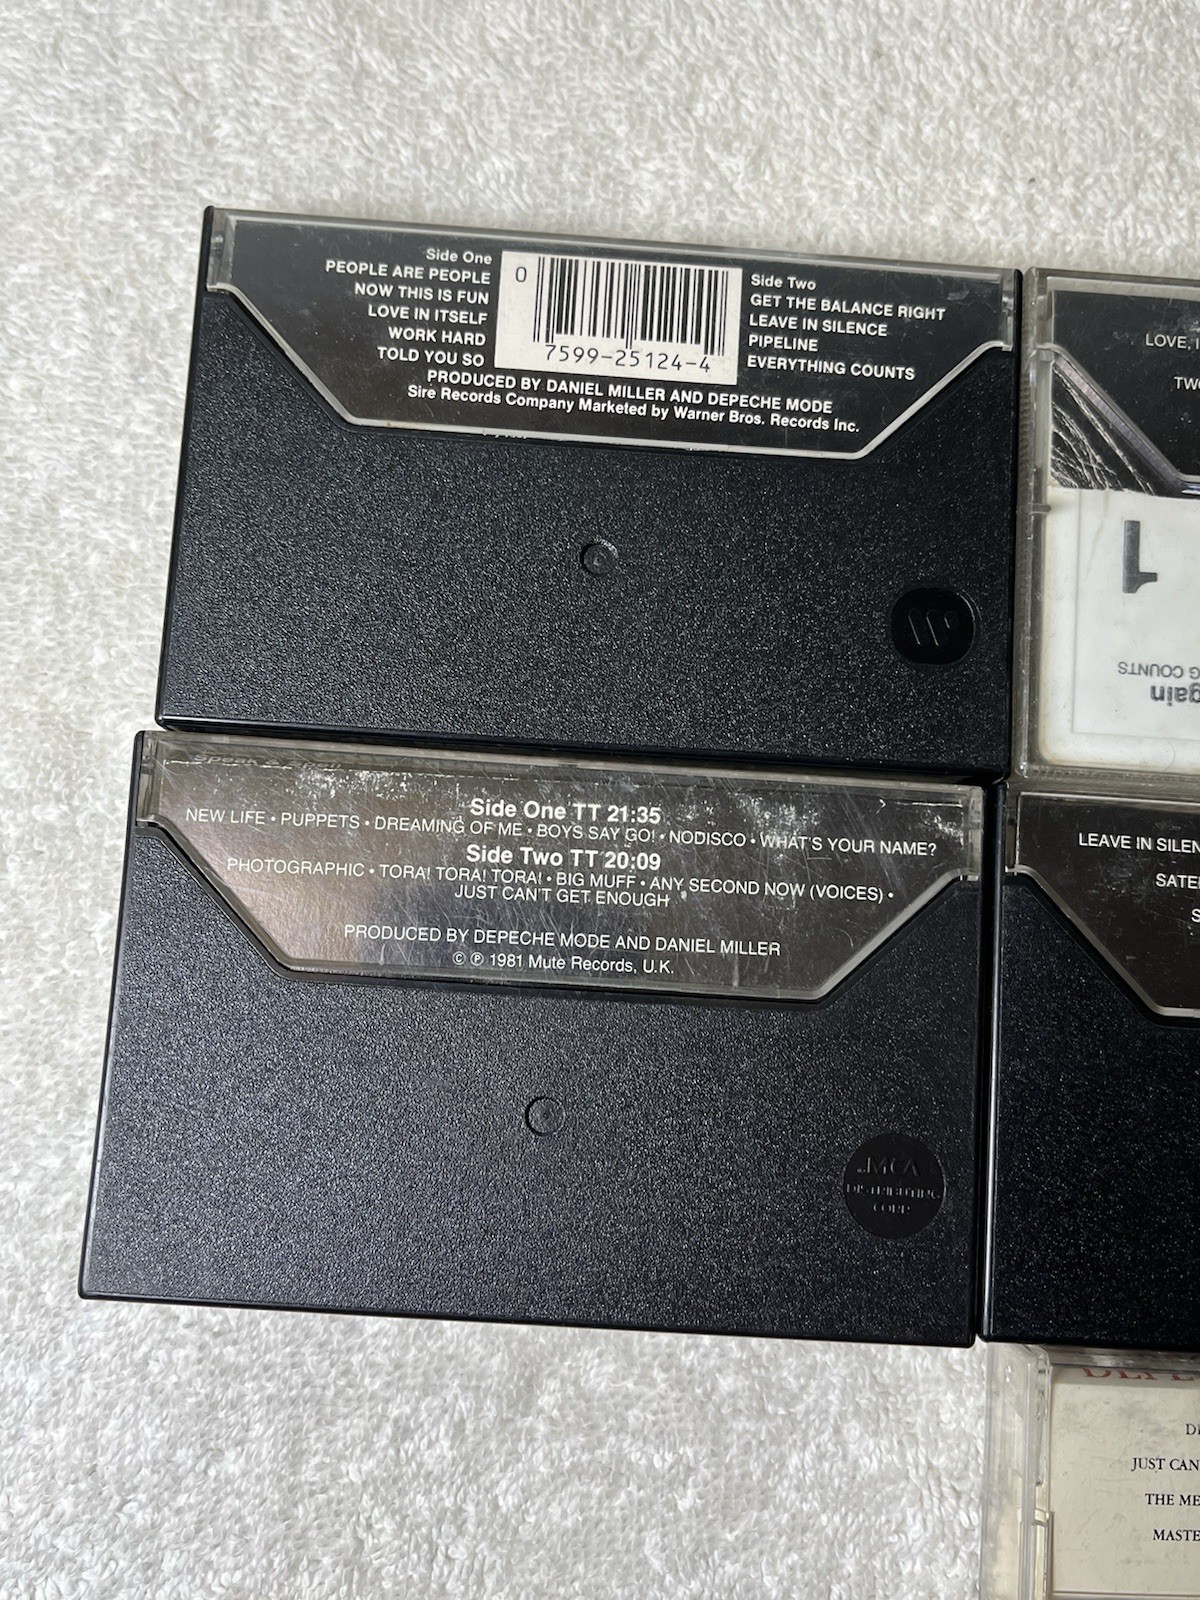 Side One
PEOPLE ARE PEOPLE
NOW THIS IS FUN
LOVE IN ITSELF
WORK HARD
TOLD YOU SO
0
7599-25124-4
Side Two
GET THE BALANCE RIGHT
LEAVE IN SILENCE
PIPELINE
EVERYTHING COUNTS
PRODUCED BY DANIEL MILLER AND DEPECHE MODE
Sire Records Company Marketed by Warner Bros. Records Inc.
LOVE, I
TWO
1
G COUNTS
gain
Speak & Spell
Side One TT 21:35
NEW LIFE • PUPPETS • DREAMING OF ME • BOYS SAY GO! • NODISCO • WHAT'S YOUR NAME?
Side Two TT 20:09
PHOTOGRAPHIC • TORA! TORA! TORA! • BIG MUFF • ANY SECOND NOW (VOICES) •
JUST CAN'T GET ENOUGH
PRODUCED BY DEPECHE MODE AND DANIEL MILLER
© ℗ 1981 Mute Records, U.K.
MCA
DISTRIBUTING
CORP
LEAVE IN SILEN
SATE
S
JUST CAN
THE ME
MASTE